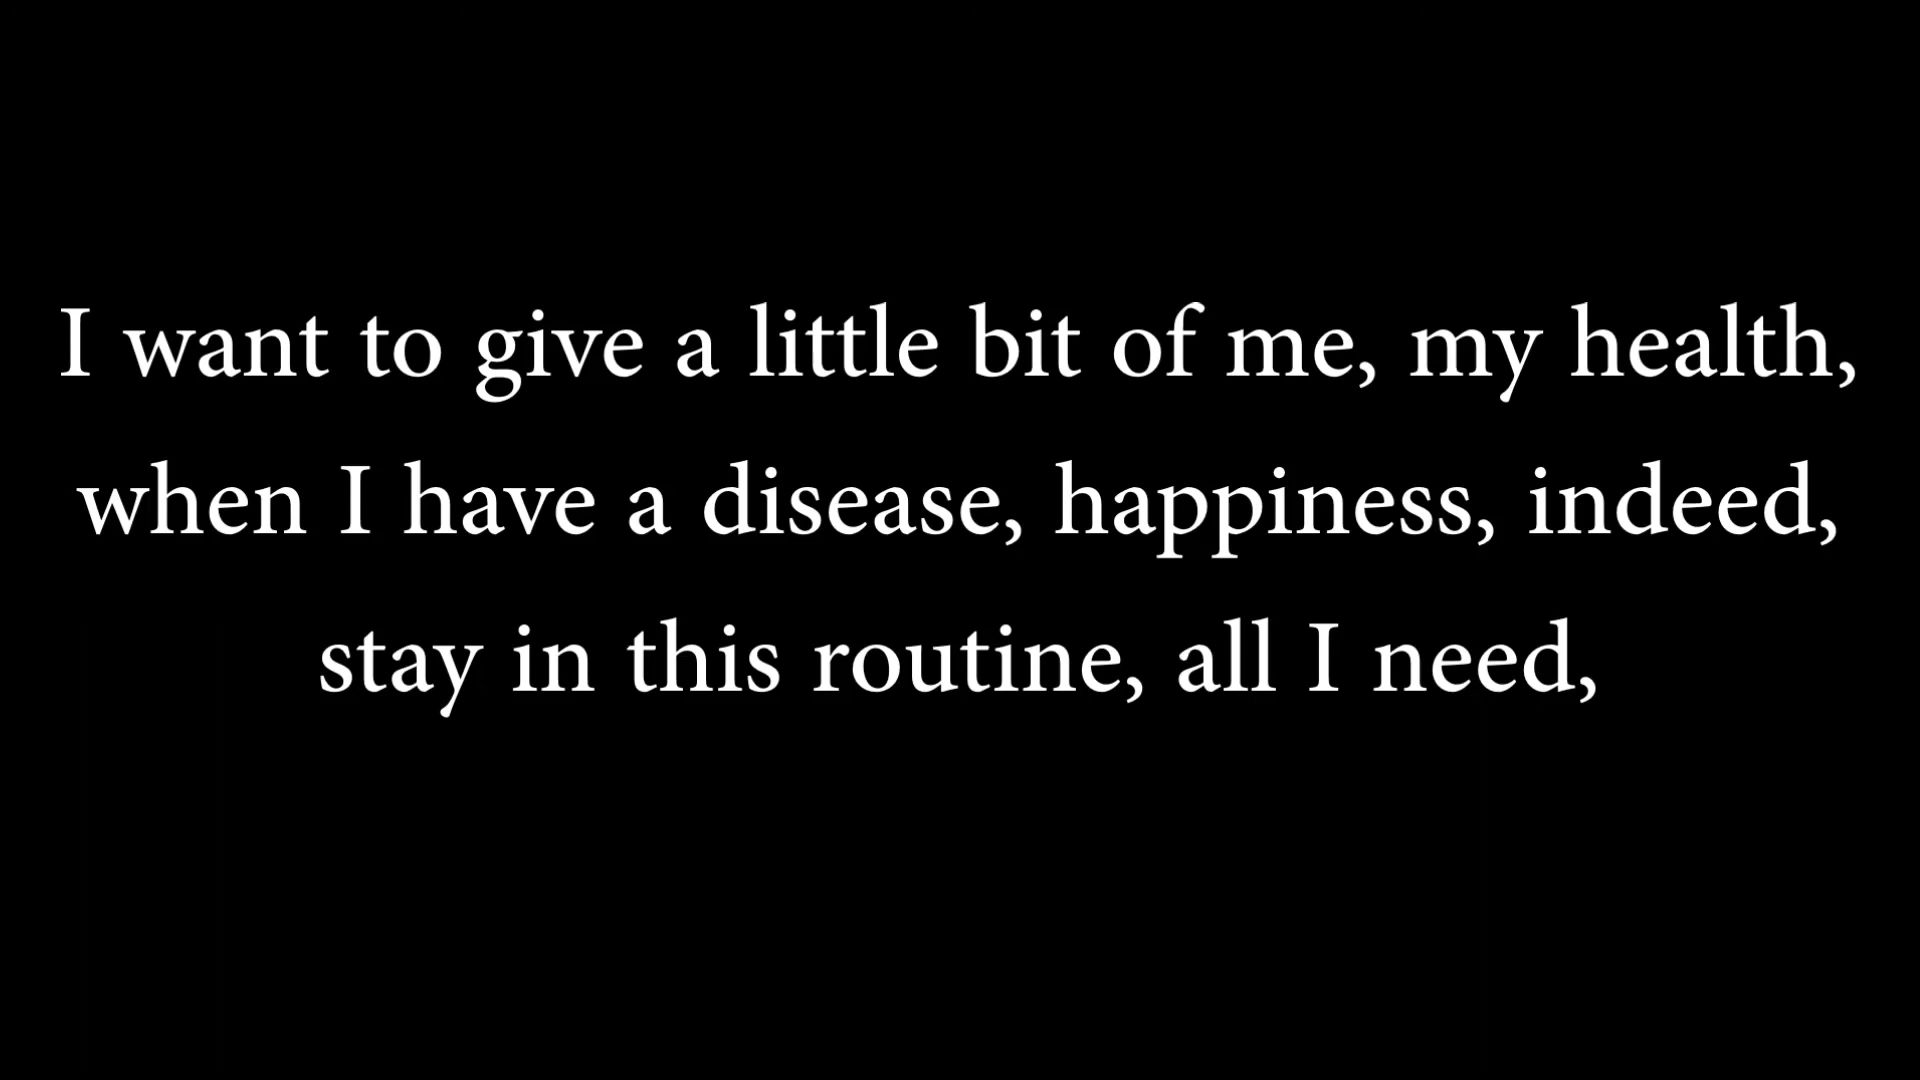 I want to give a little bit of me, my health,
when I have a disease, happiness, indeed,
stay in this routine, all I need,